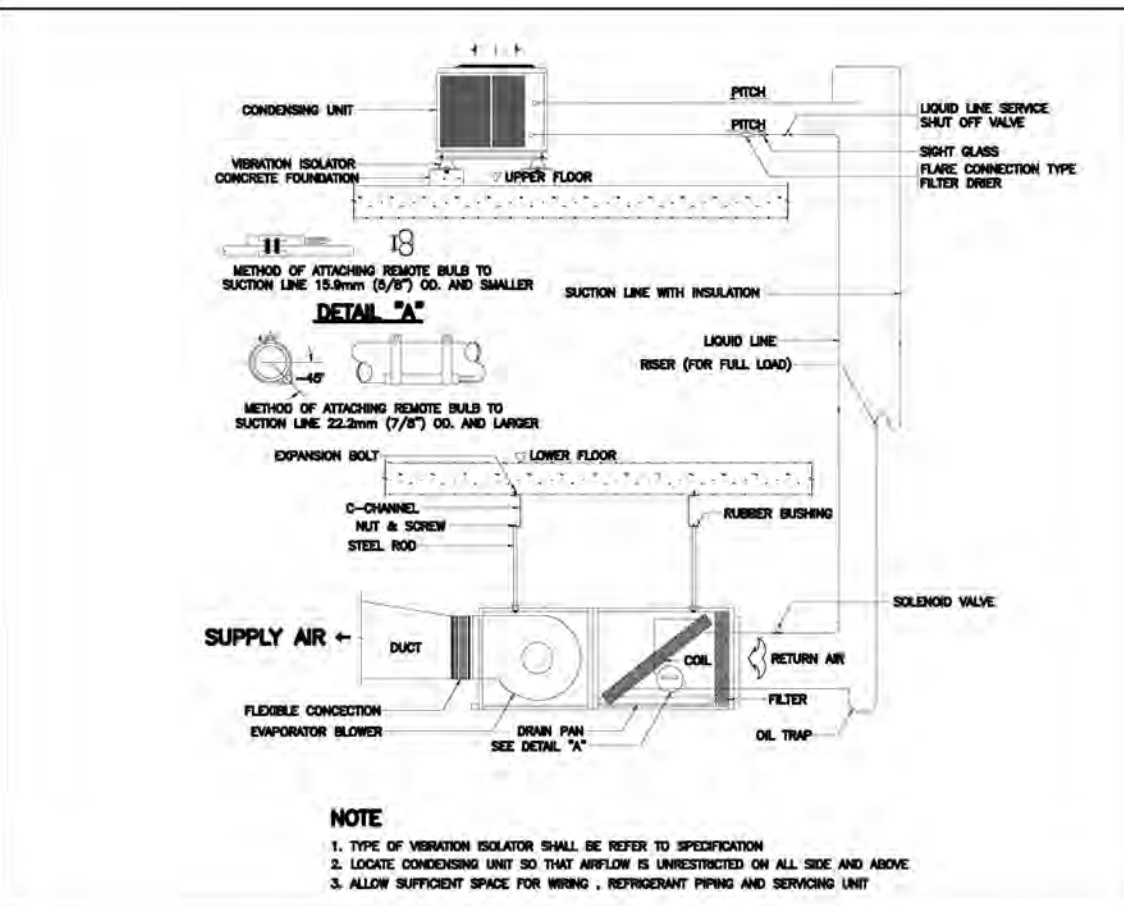 CONDENSING UNIT
PITCH
LIQUID LINE SERVICE
SHUT OFF VALVE
PITCH
SIGHT GLASS
FLARE CONNECTION TYPE
FILTER DRIER
VIBRATION ISOLATOR
CONCRETE FOUNDATION
UPPER FLOOR
METHOD OF ATTACHING REMOTE BULB TO
SUCTION LINE 15.9mm (5/8") OD. AND SMALLER
DETAIL "A"
SUCTION LINE WITH INSULATION
LIQUID LINE
RISER (FOR FULL LOAD)
45°
METHOD OF ATTACHING REMOTE BULB TO
SUCTION LINE 22.2mm (7/8") OD. AND LARGER
EXPANSION BOLT
LOWER FLOOR
C-CHANNEL
NUT & SCREW
STEEL ROD
RUBBER BUSHING
SOLENOID VALVE
SUPPLY AIR
DUCT
COIL
RETURN AIR
FLEXIBLE CONCECTION
EVAPORATOR BLOWER
DRAIN PAN
SEE DETAIL "A"
FILTER
OIL TRAP
NOTE
1. TYPE OF VIBRATION ISOLATOR SHALL BE REFER TO SPECIFICATION
2. LOCATE CONDENSING UNIT SO THAT AIRFLOW IS UNRESTRICTED ON ALL SIDE AND ABOVE
3. ALLOW SUFFICIENT SPACE FOR WIRING , REFRIGERANT PIPING AND SERVICING UNIT